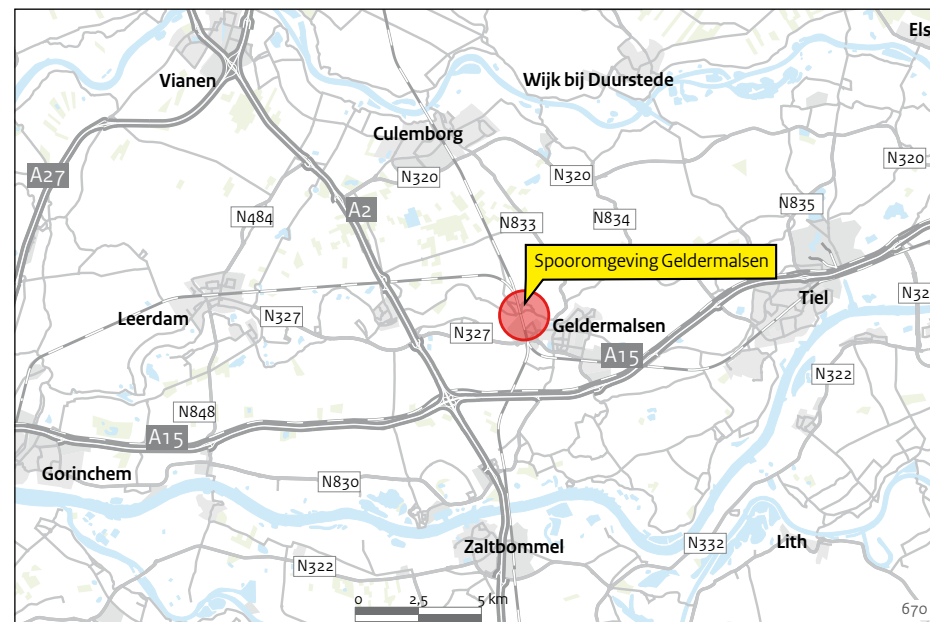 Els
Vianen
Wijk bij Duurstede
Culemborg
N320
A27
N320
N320
A2
N484
N835
N833
N834
Spooromgeving Geldermalsen
N32
Tiel
Leerdam
N327
Geldermalsen
N327
A15
N322
N848
A15
Gorinchem
N830
Zaltbommel
N332
Lith
N322
0 2,5 5 km
670